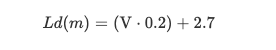 Ld(m) = (V · 0.2) + 2.7